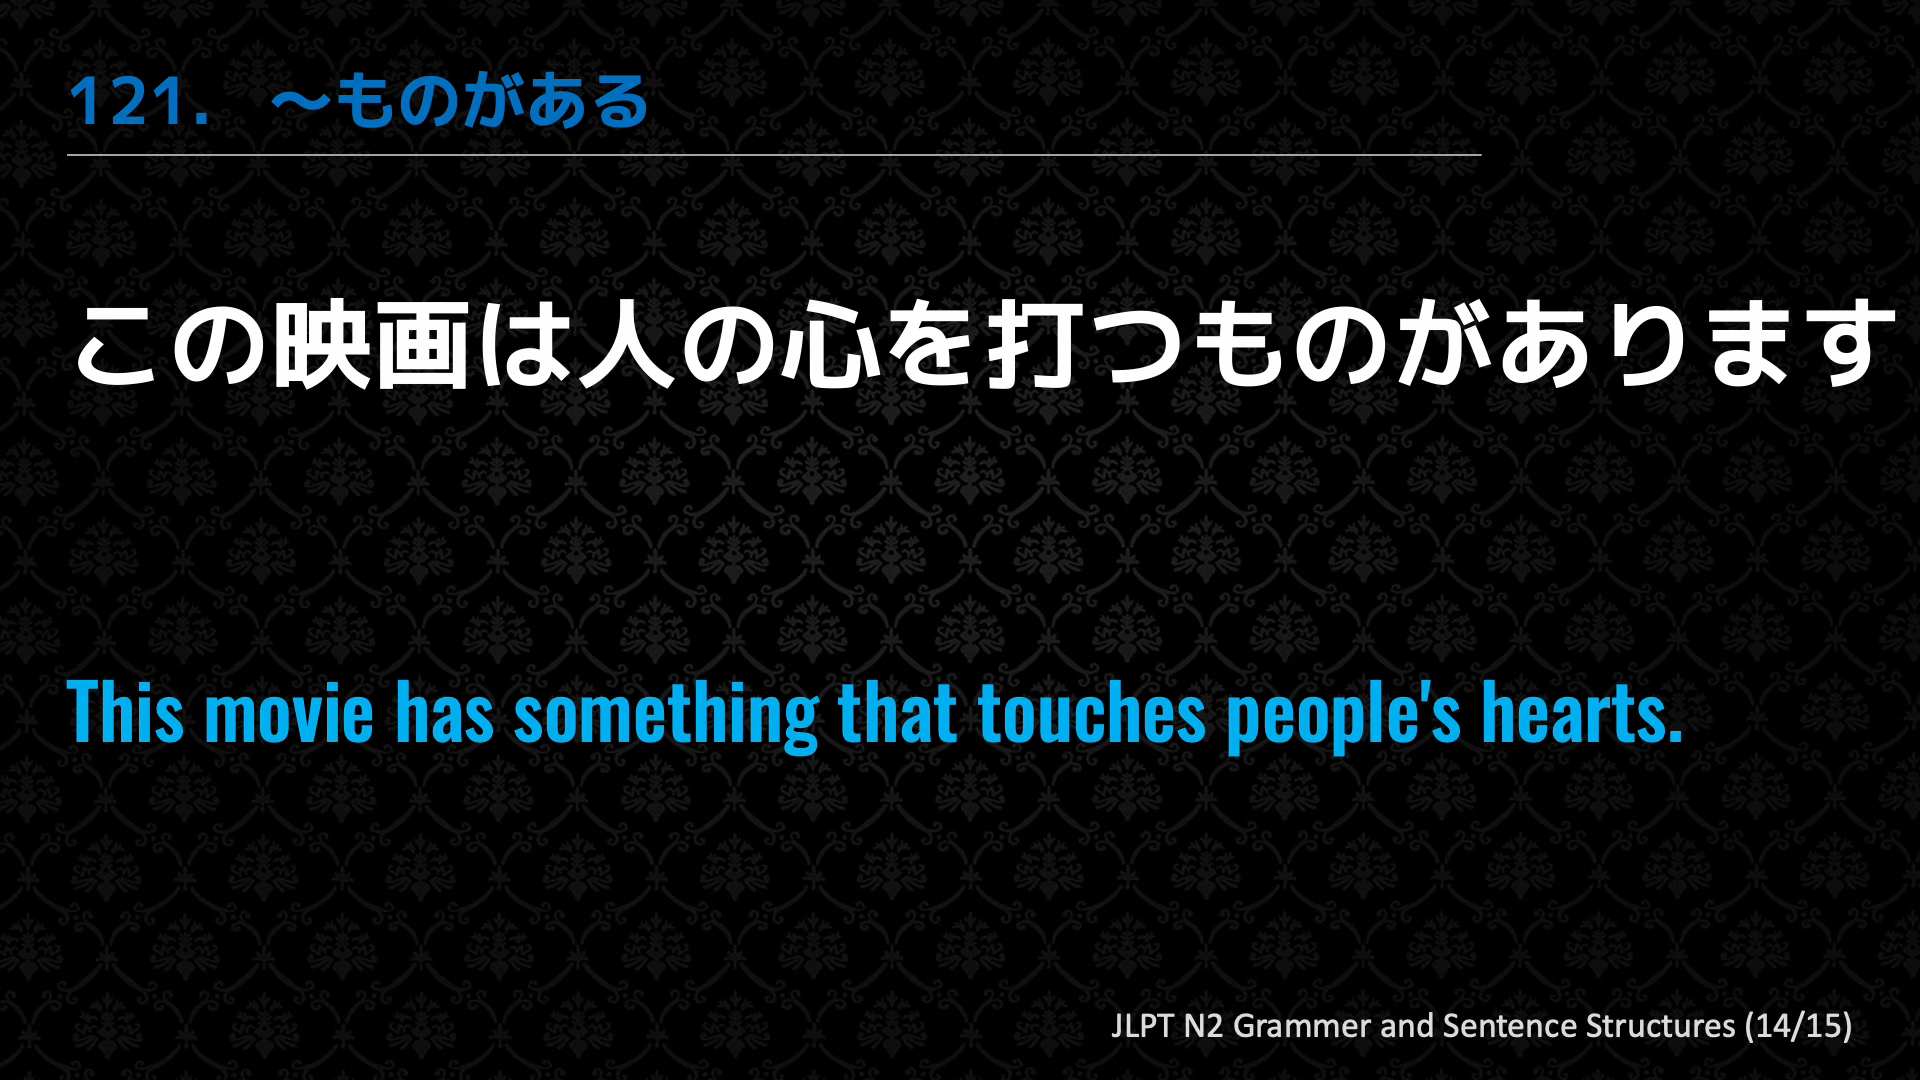 121. ～ものがある
この映画は人の心を打つものがあります
This movie has something that touches people's hearts.
JLPT N2 Grammer and Sentence Structures (14/15)